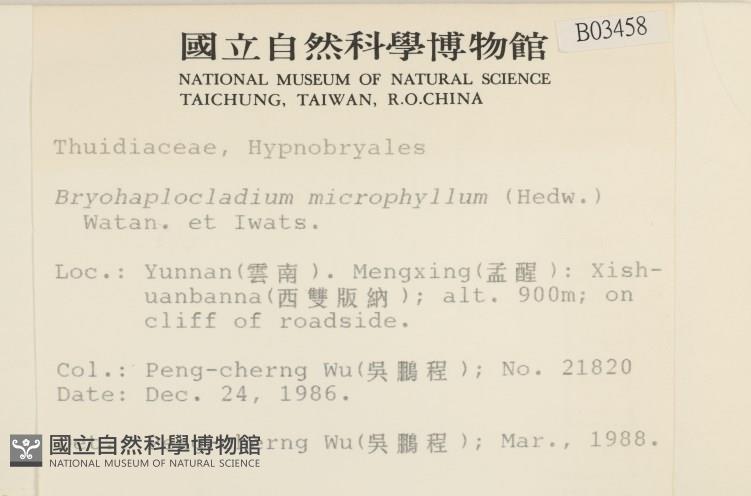 國立自然科學博物館
B03458
NATIONAL MUSEUM OF NATURAL SCIENCE
TAICHUNG, TAIWAN, R.O.CHINA
Thuidiaceae, Hypnobryales
Bryohaplocladium microphyllum (Hedw.)
Watan. et Iwats.
Loc.: Yunnan(雲南). Mengxing(孟醒): Xish-
uanbanna(西雙版納); alt. 900m; on
cliff of roadside.
Col.: Peng-cherng Wu(吳鵬程); No. 21820
Date: Dec. 24, 1986.
erng Wu(吳鵬程); Mar., 1988.
國立自然科學博物館
NATIONAL MUSEUM OF NATURAL SCIENCE